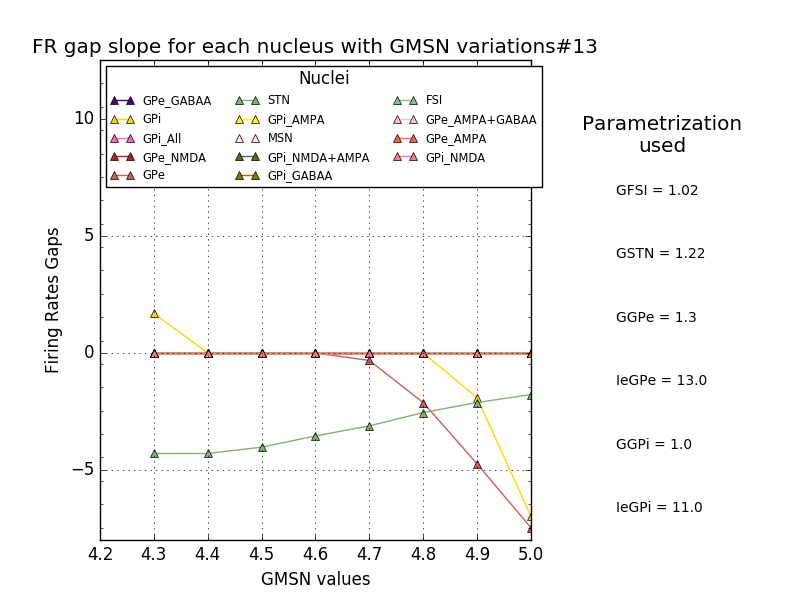 FR gap slope for each nucleus with GMSN variations#13
Nuclei
GPe_GABAA STN FSI
GPi GPi_AMPA GPe_AMPA+GABAA
GPi_All MSN GPe_AMPA
GPe_NMDA GPi_NMDA+AMPA GPi_NMDA
GPe GPi_GABAA
10
5
0
−5
Firing Rates Gaps
4.2 4.3 4.4 4.5 4.6 4.7 4.8 4.9 5.0
GMSN values
Parametrization
used
GFSI = 1.02
GSTN = 1.22
GGPe = 1.3
IeGPe = 13.0
GGPi = 1.0
IeGPi = 11.0